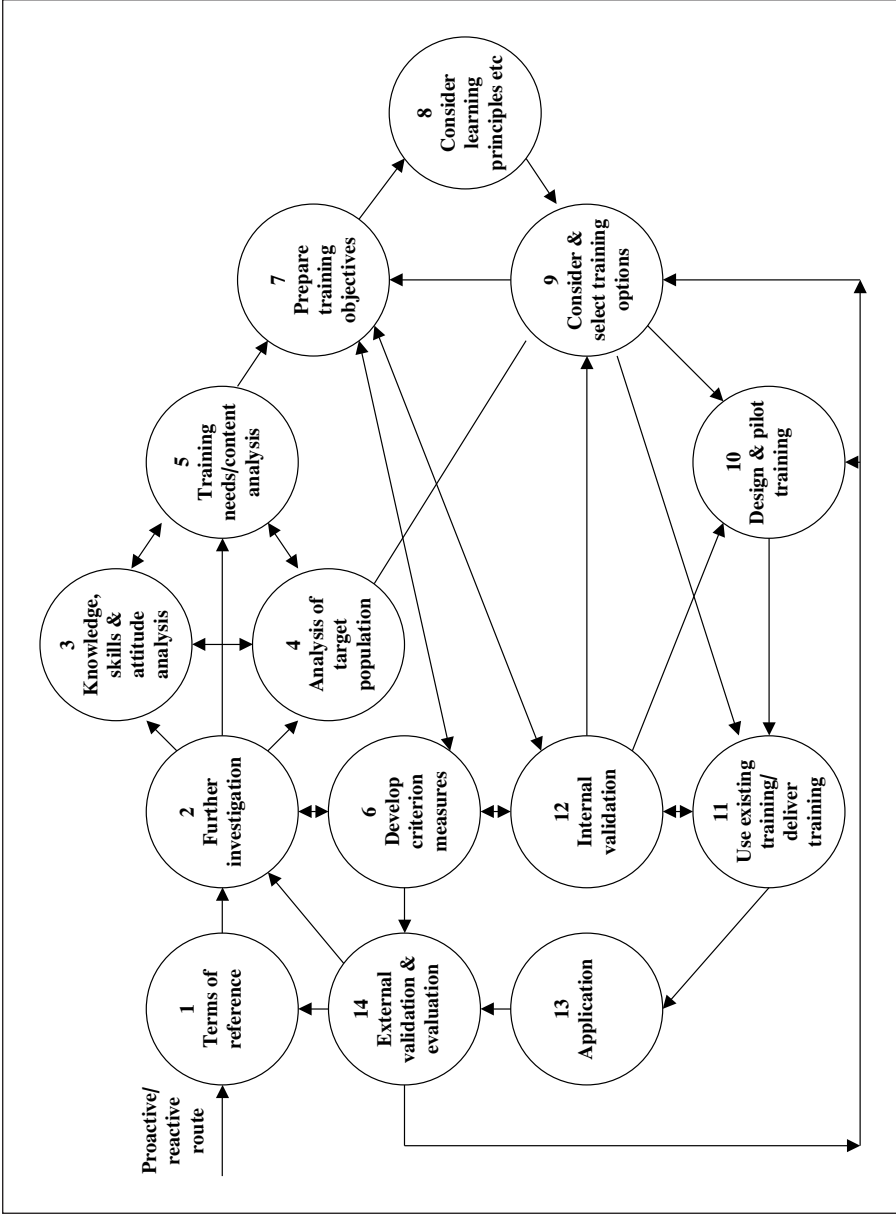 Proactive/
reactive
route
1
Terms of
reference
2
Further
investigation
3
Knowledge,
skills &
attitude
analysis
4
Analysis of
target
population
5
Training
needs/content
analysis
6
Develop
criterion
measures
7
Prepare
training
objectives
8
Consider
learning
principles etc
9
Consider &
select training
options
10
Design & pilot
training
11
Use existing
training/
deliver
training
12
Internal
validation
13
Application
14
External
validation &
evaluation